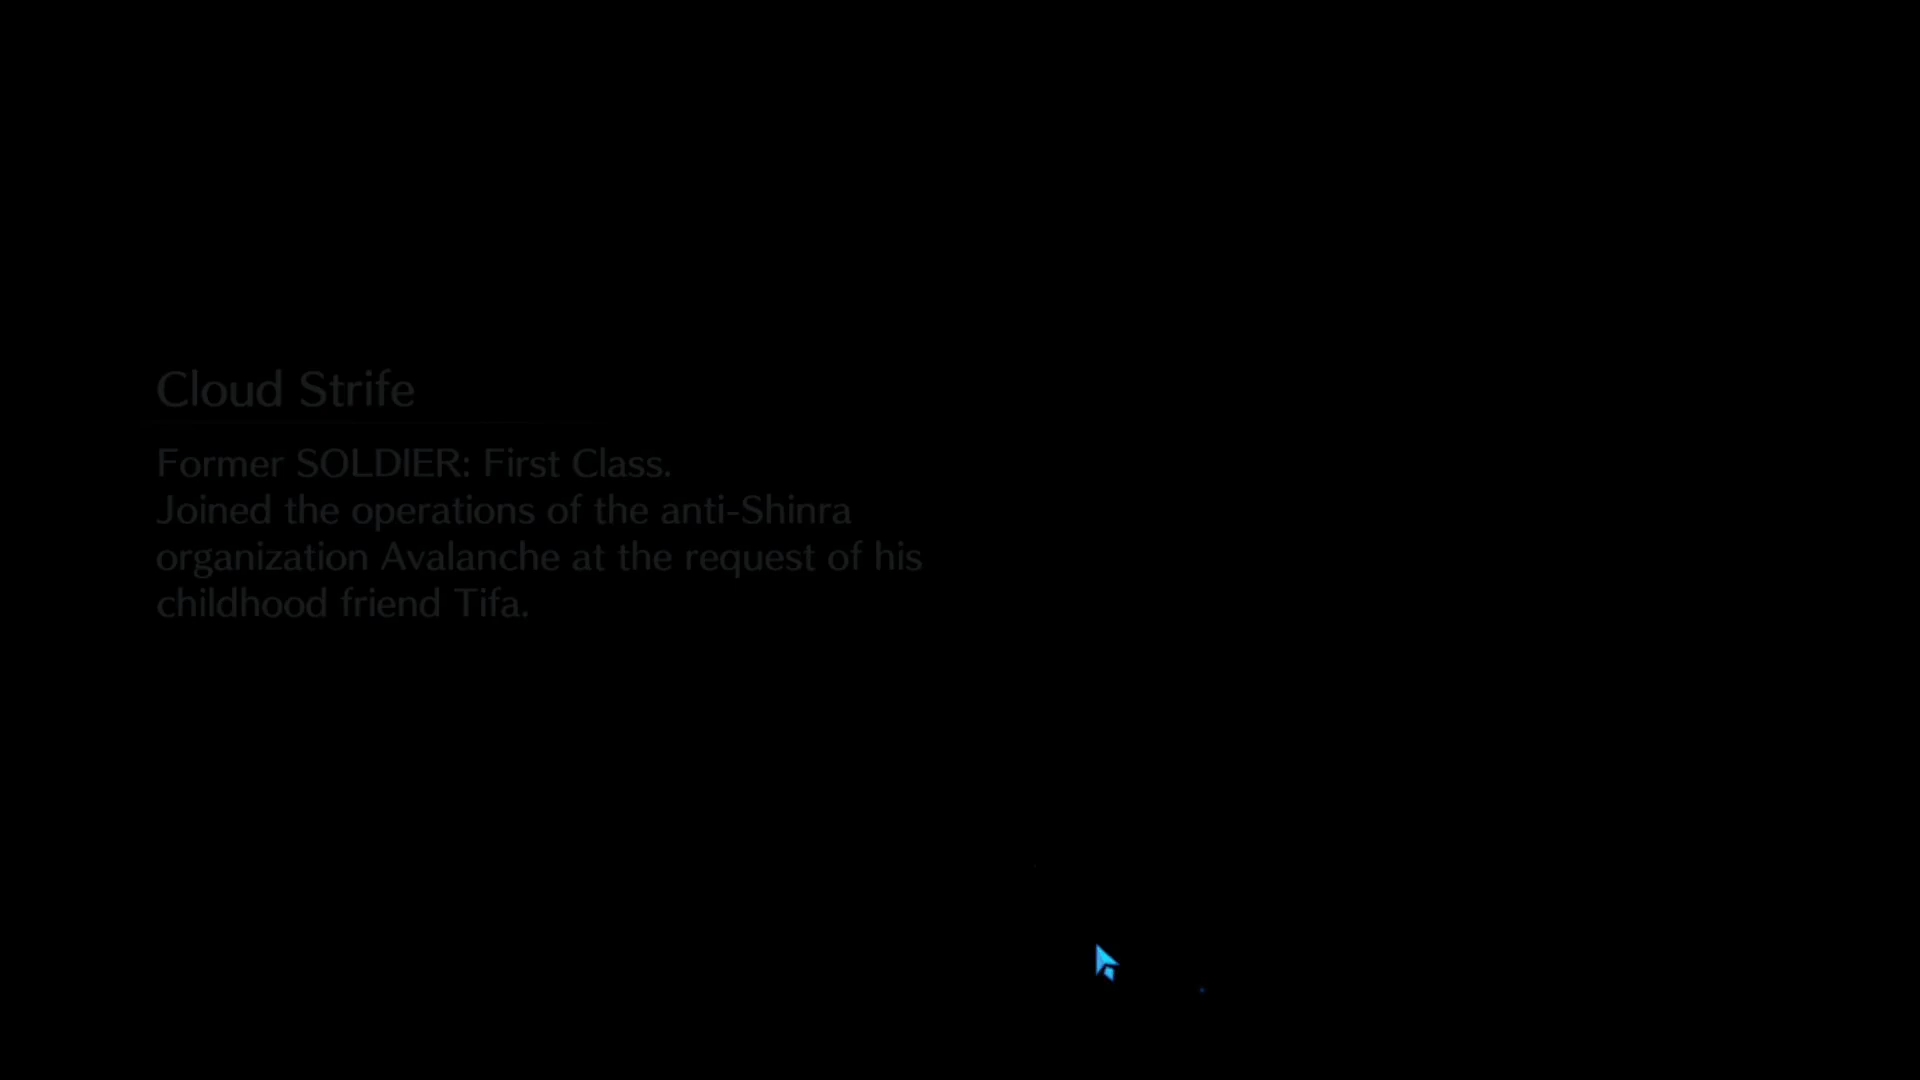 Cloud Strife
Former SOLDIER: First Class.
Joined the operations of the anti-Shinra
organization Avalanche at the request of his
childhood friend Tifa.